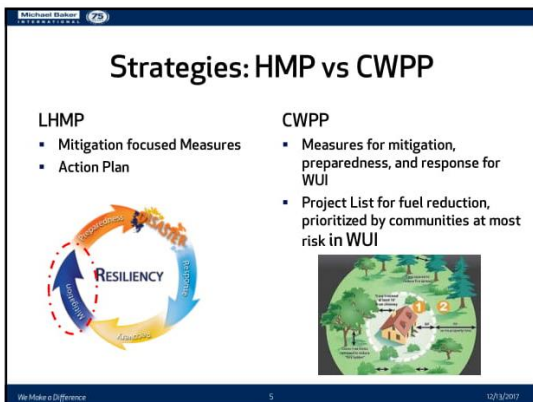 Michael Baker
INTERNATIONAL
75
Strategies: HMP vs CWPP
LHMP
▪ Mitigation focused Measures
▪ Action Plan
Preparedness
DISASTER
Response
Recovery
Mitigation
RESILIENCY
CWPP
▪ Measures for mitigation,
preparedness, and response for
WUI
▪ Project List for fuel reduction,
prioritized by communities at most
risk in WUI
1
2
We Make a Difference
5
12/13/2017